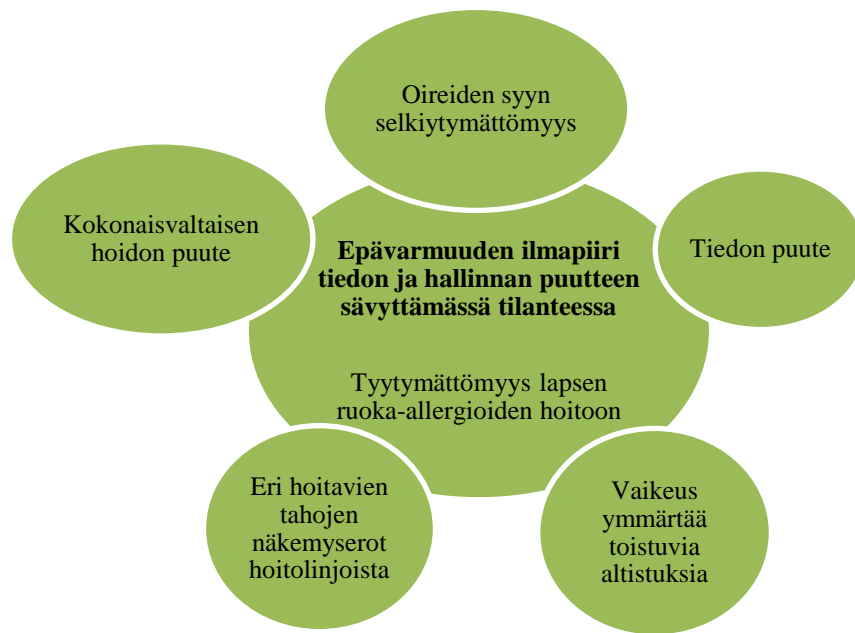 Oireiden syyn
selkiytymättömyys
Kokonaisvaltaisen
hoidon puute
Epävarmuuden ilmapiiri
tiedon ja hallinnan puutteen
sävyttämässä tilanteessa
Tiedon puute
Tyytymättömyys lapsen
ruoka-allergioiden hoitoon
Eri hoitavien
tahojen
näkemyserot
hoitolinjoista
Vaikeus
ymmärtää
toistuvia
altistuksia